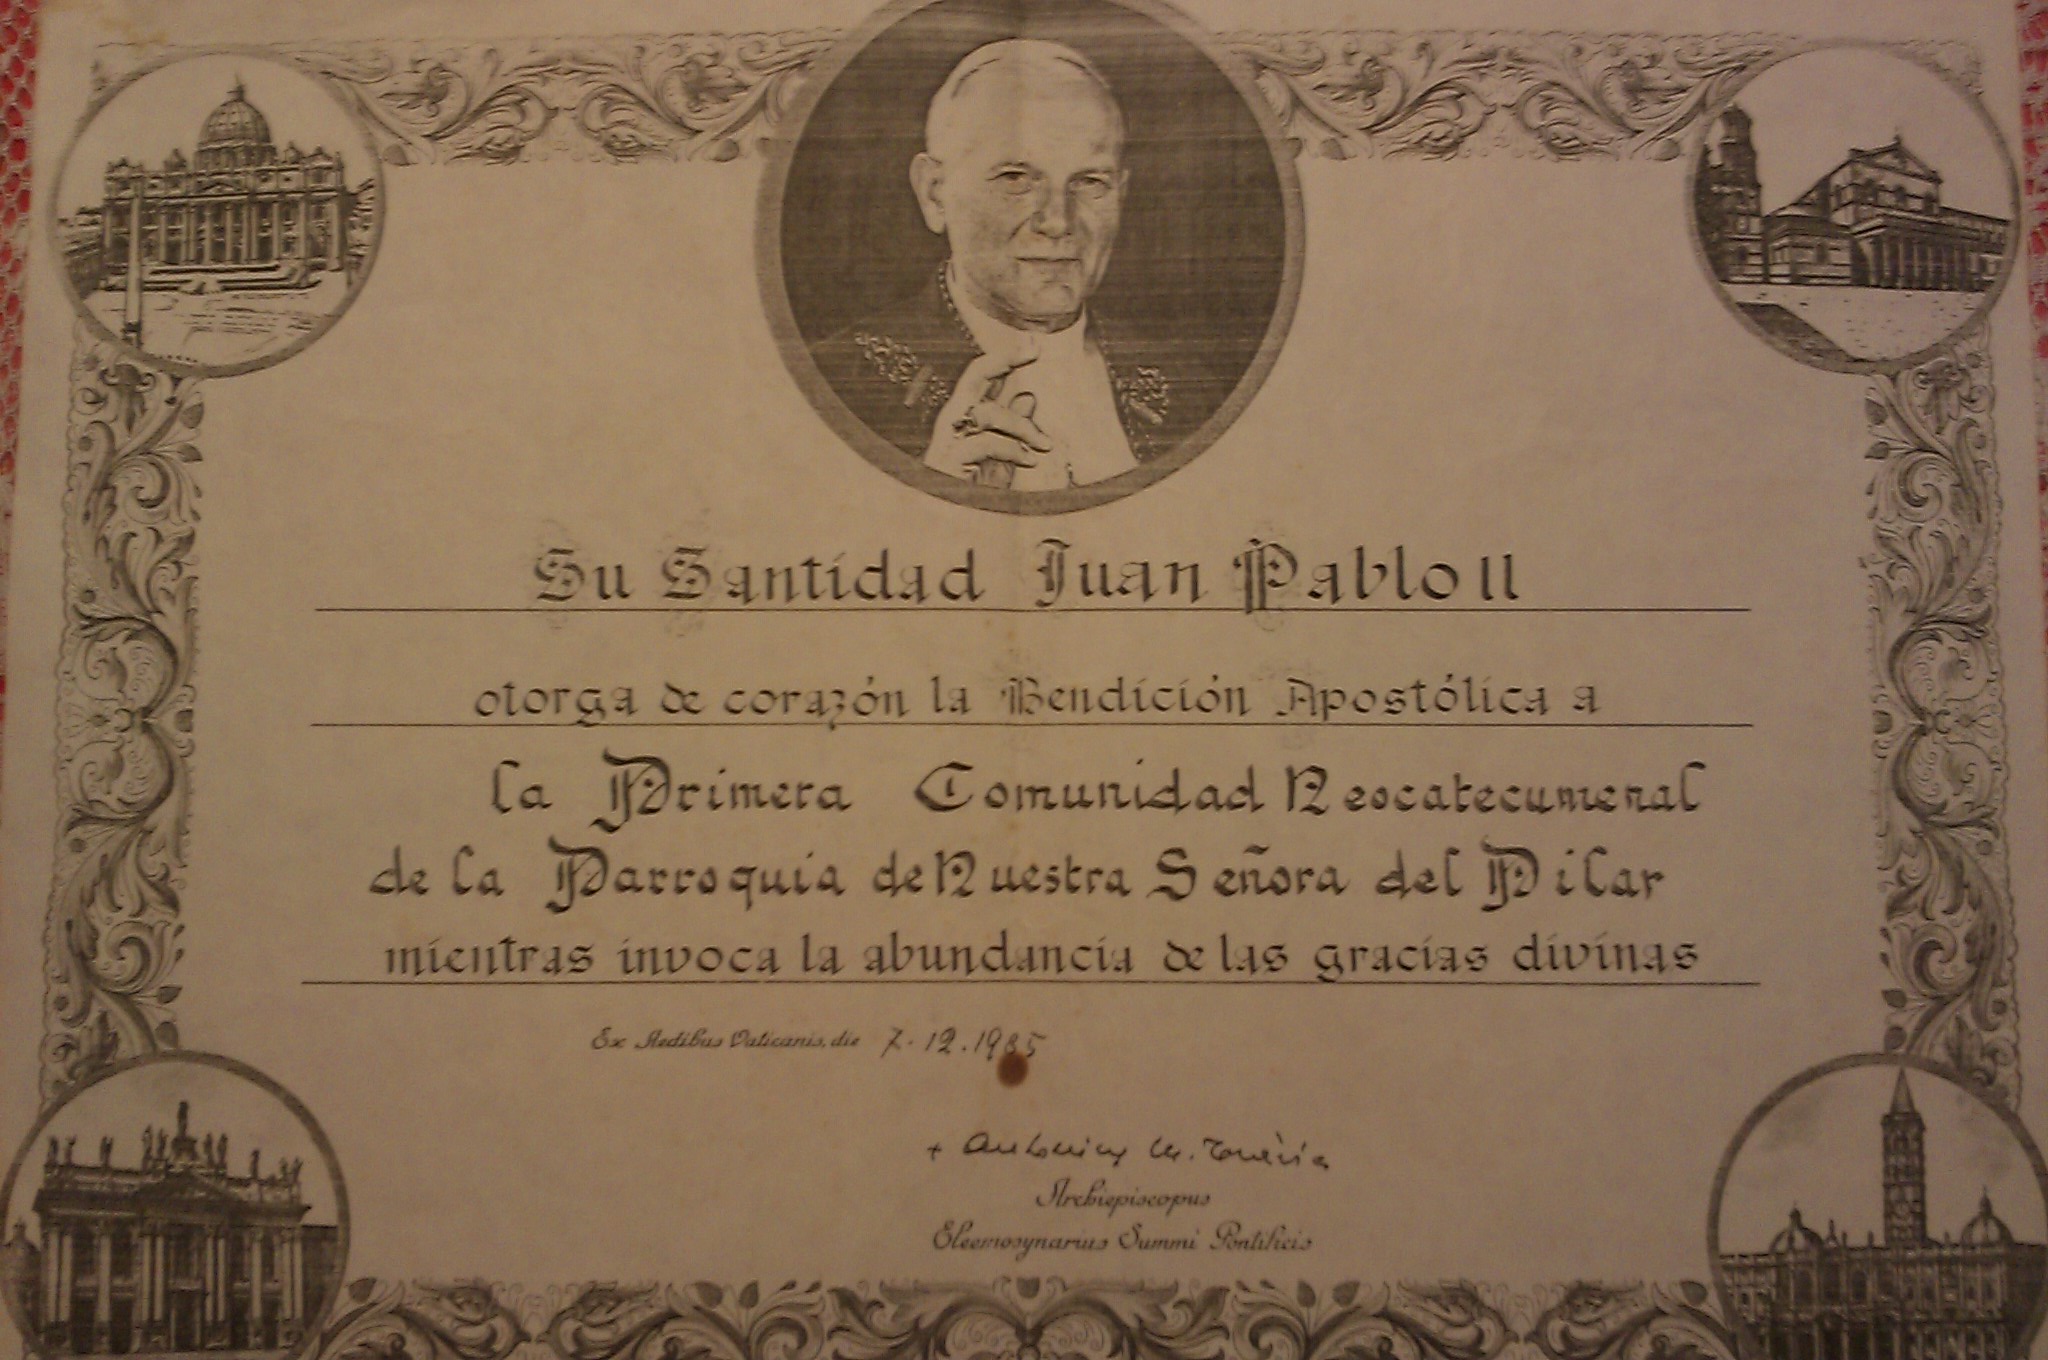 Su Santidad Juan Pablo II
otorga de corazón la Bendición Apostólica a
la Primera Comunidad Neocatecumenal
de la Parroquia de Nuestra Señora del Pilar
mientras invoca la abundancia de las gracias divinas
Ex Aedibus Vaticanis, die 7.12.1985
+ Antonius M.
Archiepiscopus
Eleemosynarius Summi Pontificis